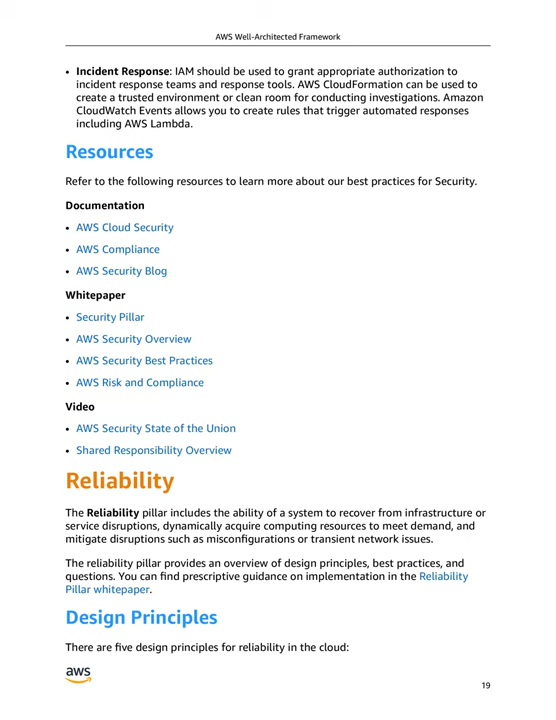 AWS Well-Architected Framework
• Incident Response: IAM should be used to grant appropriate authorization to
incident response teams and response tools. AWS CloudFormation can be used to
create a trusted environment or clean room for conducting investigations. Amazon
CloudWatch Events allows you to create rules that trigger automated responses
including AWS Lambda.
Resources
Refer to the following resources to learn more about our best practices for Security.
Documentation
• AWS Cloud Security
• AWS Compliance
• AWS Security Blog
Whitepaper
• Security Pillar
• AWS Security Overview
• AWS Security Best Practices
• AWS Risk and Compliance
Video
• AWS Security State of the Union
• Shared Responsibility Overview
Reliability
The Reliability pillar includes the ability of a system to recover from infrastructure or
service disruptions, dynamically acquire computing resources to meet demand, and
mitigate disruptions such as misconfigurations or transient network issues.
The reliability pillar provides an overview of design principles, best practices, and
questions. You can find prescriptive guidance on implementation in the Reliability
Pillar whitepaper.
Design Principles
There are five design principles for reliability in the cloud:
aws
19